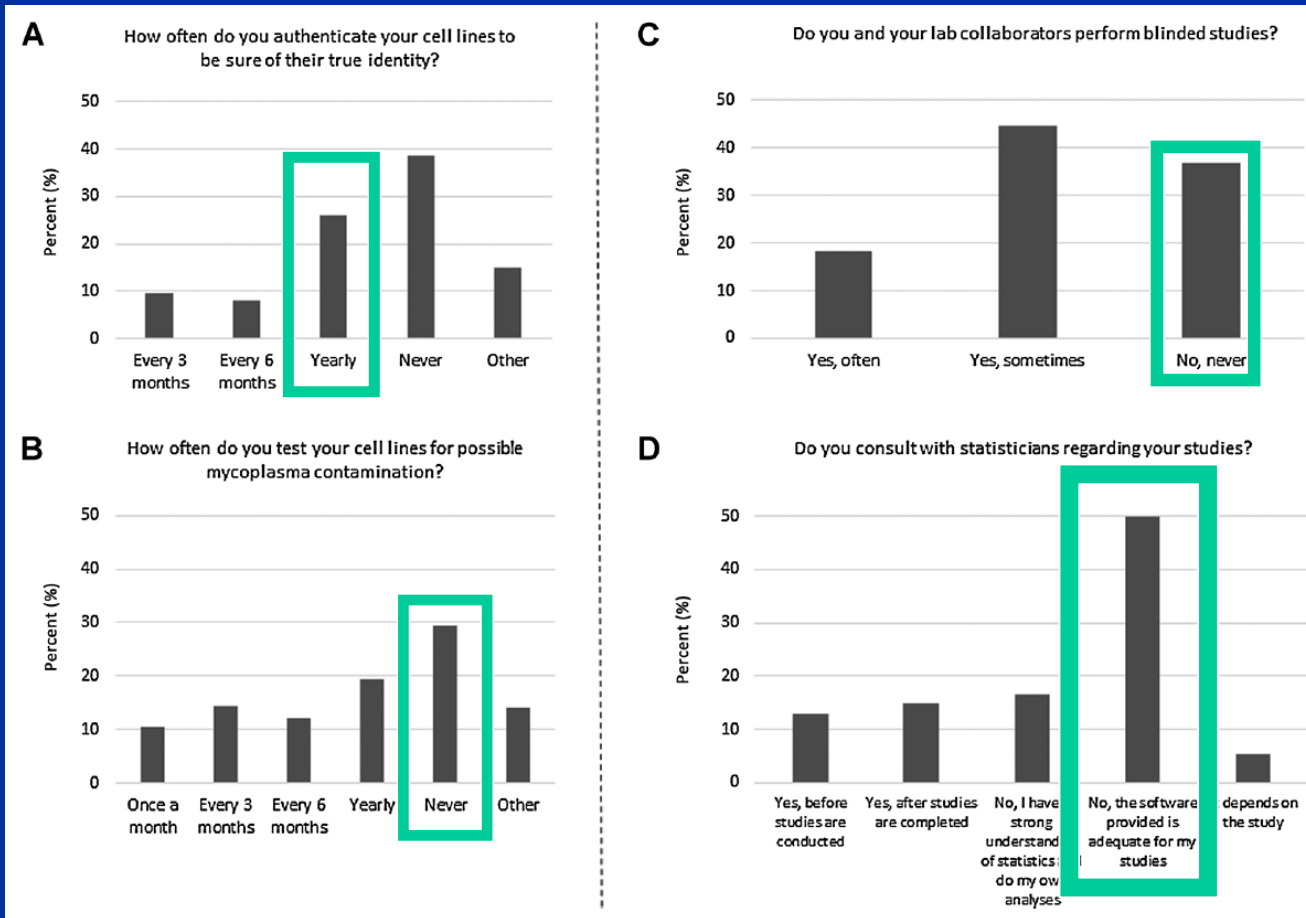 A
How often do you authenticate your cell lines to
be sure of their true identity?
Percent (%)
50
40
30
20
10
0
Every 3
months
Every 6
months
Yearly
Never
Other
B
How often do you test your cell lines for possible
mycoplasma contamination?
Percent (%)
50
40
30
20
10
0
Once a
month
Every 3
months
Every 6
months
Yearly
Never
Other
C
Do you and your lab collaborators perform blinded studies?
Percent (%)
50
40
30
20
10
0
Yes, often
Yes, sometimes
No, never
D
Do you consult with statisticians regarding your studies?
Percent (%)
50
40
30
20
10
0
Yes, before
studies are
conducted
Yes, after studies
are completed
No, I have
strong
of statistics
do my
analyses
No, the software
provided is
adequate for my
studies
depends on
the study